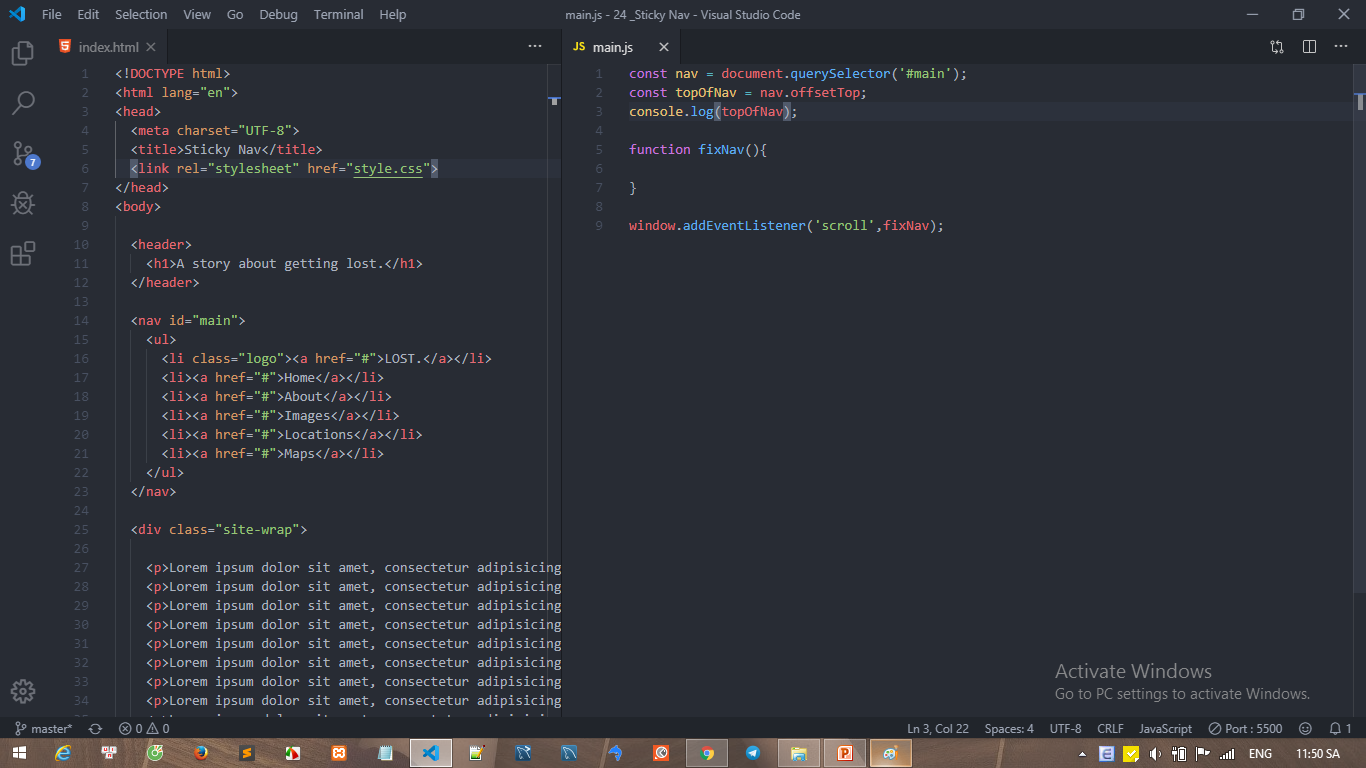 File Edit Selection View Go Debug Terminal Help
main.js - 24 _Sticky Nav - Visual Studio Code
index.html
1 <!DOCTYPE html>
2 <html lang="en">
3 <head>
4 <meta charset="UTF-8">
5 <title>Sticky Nav</title>
6 <link rel="stylesheet" href="style.css">
7 </head>
8 <body>
9
10 <header>
11 <h1>A story about getting lost.</h1>
12 </header>
13
14 <nav id="main">
15 <ul>
16 <li class="logo"><a href="#">LOST.</a></li>
17 <li><a href="#">Home</a></li>
18 <li><a href="#">About</a></li>
19 <li><a href="#">Images</a></li>
20 <li><a href="#">Locations</a></li>
21 <li><a href="#">Maps</a></li>
22 </ul>
23 </nav>
24
25 <div class="site-wrap">
26
27 <p>Lorem ipsum dolor sit amet, consectetur adipisicing
28 <p>Lorem ipsum dolor sit amet, consectetur adipisicing
29 <p>Lorem ipsum dolor sit amet, consectetur adipisicing
30 <p>Lorem ipsum dolor sit amet, consectetur adipisicing
31 <p>Lorem ipsum dolor sit amet, consectetur adipisicing
32 <p>Lorem ipsum dolor sit amet, consectetur adipisicing
33 <p>Lorem ipsum dolor sit amet, consectetur adipisicing
34 <p>Lorem ipsum dolor sit amet, consectetur adipisicing
JS main.js
1 const nav = document.querySelector('#main');
2 const topOfNav = nav.offsetTop;
3 console.log(topOfNav);
4
5 function fixNav(){
6
7 }
8
9 window.addEventListener('scroll',fixNav);
7
Activate Windows
Go to PC settings to activate Windows.
master* 0 0
Ln 3, Col 22 Spaces: 4 UTF-8 CRLF JavaScript Port : 5500 1
ENG 11:50 SA